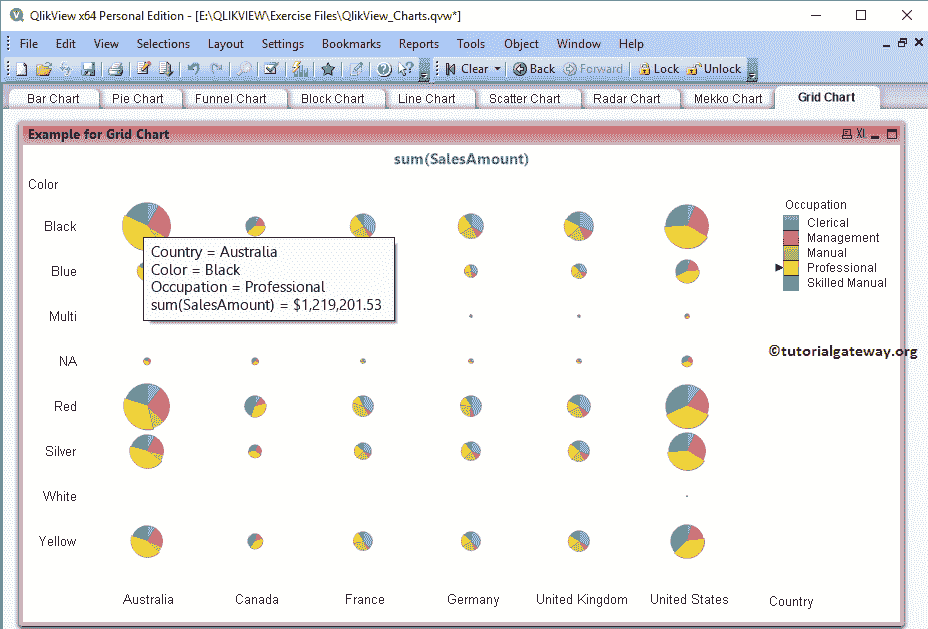 QlikView x64 Personal Edition - [E:\QLIKVIEW\Exercise Files\QlikView_Charts.qvw*]
File Edit View Selections Layout Settings Bookmarks Reports Tools Object Window Help
Clear Back Forward Lock Unlock
Bar Chart Pie Chart Funnel Chart Block Chart Line Chart Scatter Chart Radar Chart Mekko Chart Grid Chart
Example for Grid Chart XL
sum(SalesAmount)
Color
Black
Blue
Multi
NA
Red
Silver
White
Yellow
Country = Australia
Color = Black
Occupation = Professional
sum(SalesAmount) = $1,219,201.53
Occupation
Clerical
Management
Manual
Professional
Skilled Manual
©tutorialgateway.org
Australia Canada France Germany United Kingdom United States Country